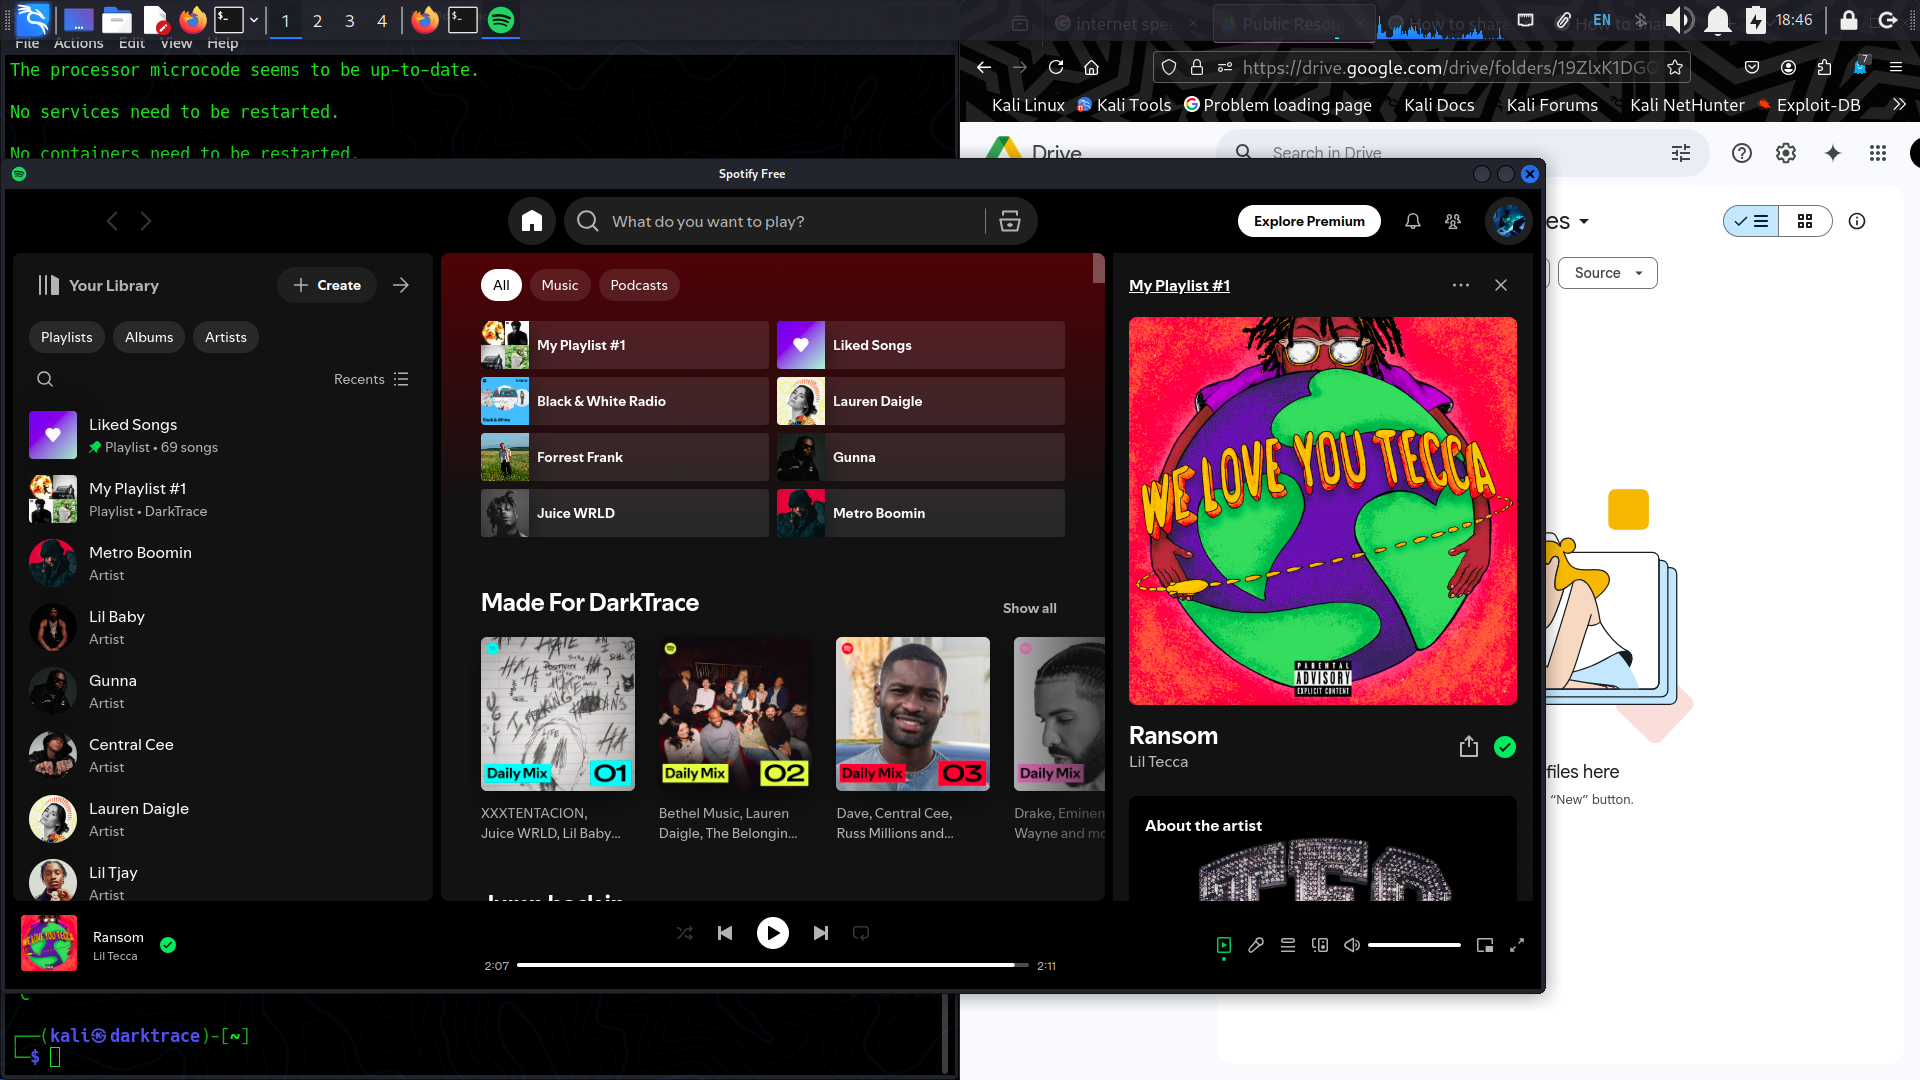 1
2
3
4
EN
18:46
File Actions Edit View Help
The processor microcode seems to be up-to-date.
No services need to be restarted.
No containers need to be restarted.
internet spee
Public Resou
How to share
How to sha
https://drive.google.com/drive/folders/19ZlxK1DGQ
7
Kali Linux
Kali Tools
Problem loading page
Kali Docs
Kali Forums
Kali NetHunter
Exploit-DB
Drive
Search in Drive
es
Source
files here
“New” button.
Spotify Free
What do you want to play?
Explore Premium
Your Library
Create
Playlists
Albums
Artists
Recents
Liked Songs
Playlist • 69 songs
My Playlist #1
Playlist • DarkTrace
Metro Boomin
Artist
Lil Baby
Artist
Gunna
Artist
Central Cee
Artist
Lauren Daigle
Artist
Lil Tjay
Artist
All
Music
Podcasts
My Playlist #1
Liked Songs
Black & White Radio
Lauren Daigle
Forrest Frank
Gunna
Juice WRLD
Metro Boomin
Made For DarkTrace
Show all
Daily Mix 01
XXXTENTACION,
Juice WRLD, Lil Baby...
Daily Mix 02
Bethel Music, Lauren
Daigle, The Belongin...
Daily Mix 03
Dave, Central Cee,
Russ Millions and...
Daily Mix
Drake, Eminem
Wayne and mo
Jump back in
My Playlist #1
WE LOVE YOU TECCA
PARENTAL
ADVISORY
EXPLICIT CONTENT
Ransom
Lil Tecca
About the artist
Ransom
Lil Tecca
2:07
2:11
(kali㉿darktrace)-[~]
$